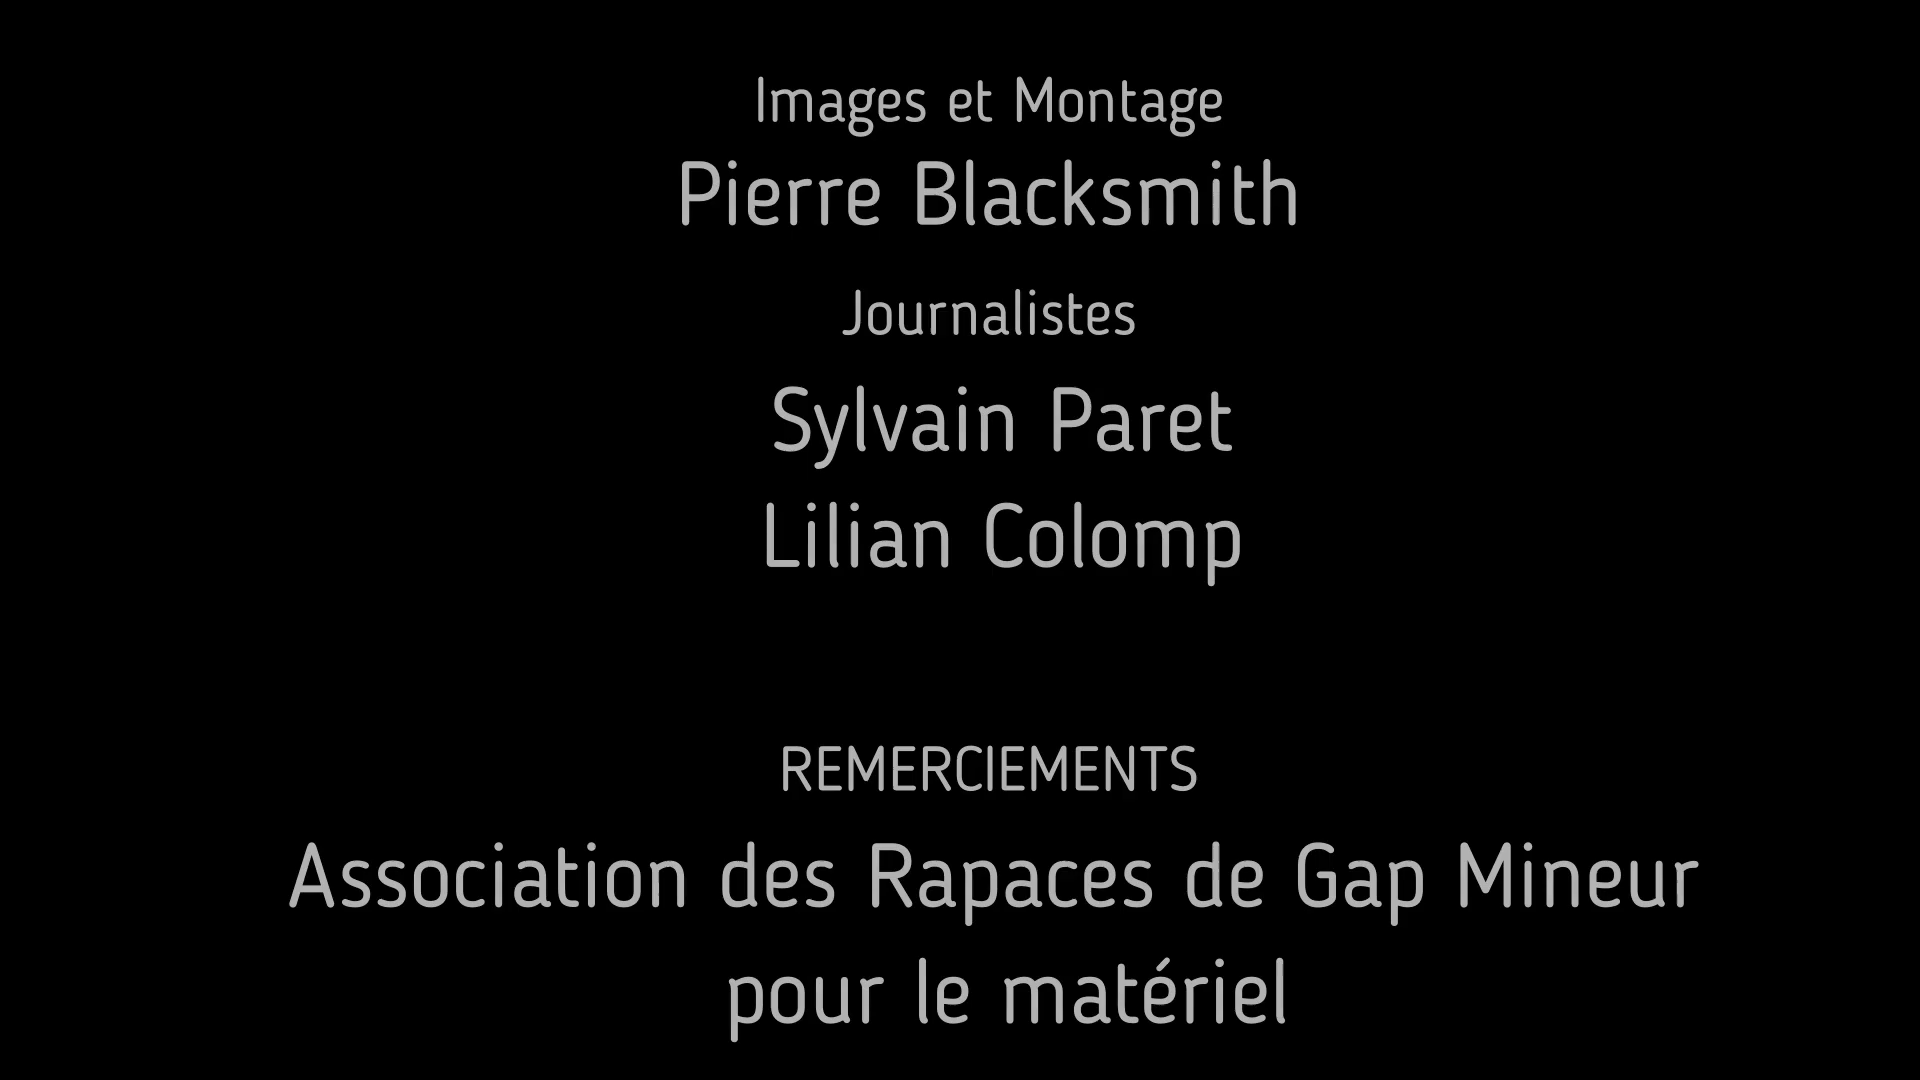 Images et Montage
Pierre Blacksmith
Journalistes
Sylvain Paret
Lilian Colomp
REMERCIEMENTS
Association des Rapaces de Gap Mineur
pour le matériel